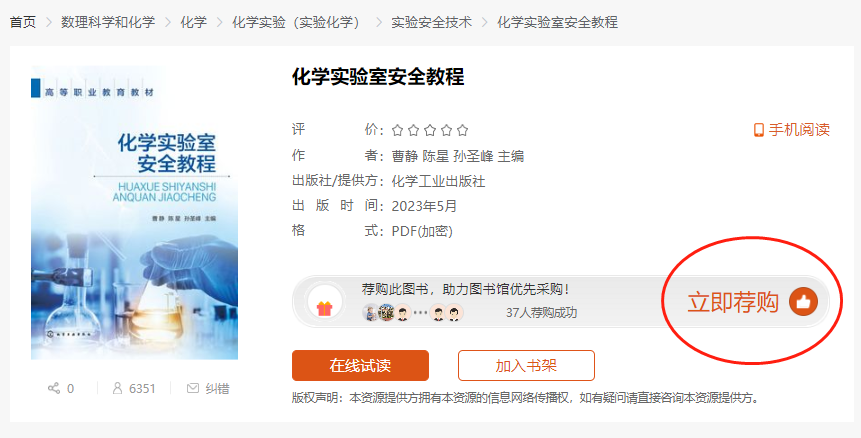 首页 > 数理科学和化学 > 化学 > 化学实验（实验化学） > 实验安全技术 > 化学实验室安全教程
高等职业教育教材
化学实验室
安全教程
HUAXUE SHIYANSHI
ANQUAN JIAOCHENG
曹静 陈星 孙圣峰 主编
化学工业出版社
0
6351
纠错
化学实验室安全教程
评价：
手机阅读
作者：曹静 陈星 孙圣峰 主编
出版社/提供方：化学工业出版社
出版时间：2023年5月
格式：PDF(加密)
荐购此图书，助力图书馆优先采购！
37人荐购成功
立即荐购
在线试读
加入书架
版权声明：本资源提供方拥有本资源的信息网络传播权，如有疑问请直接咨询本资源提供方。